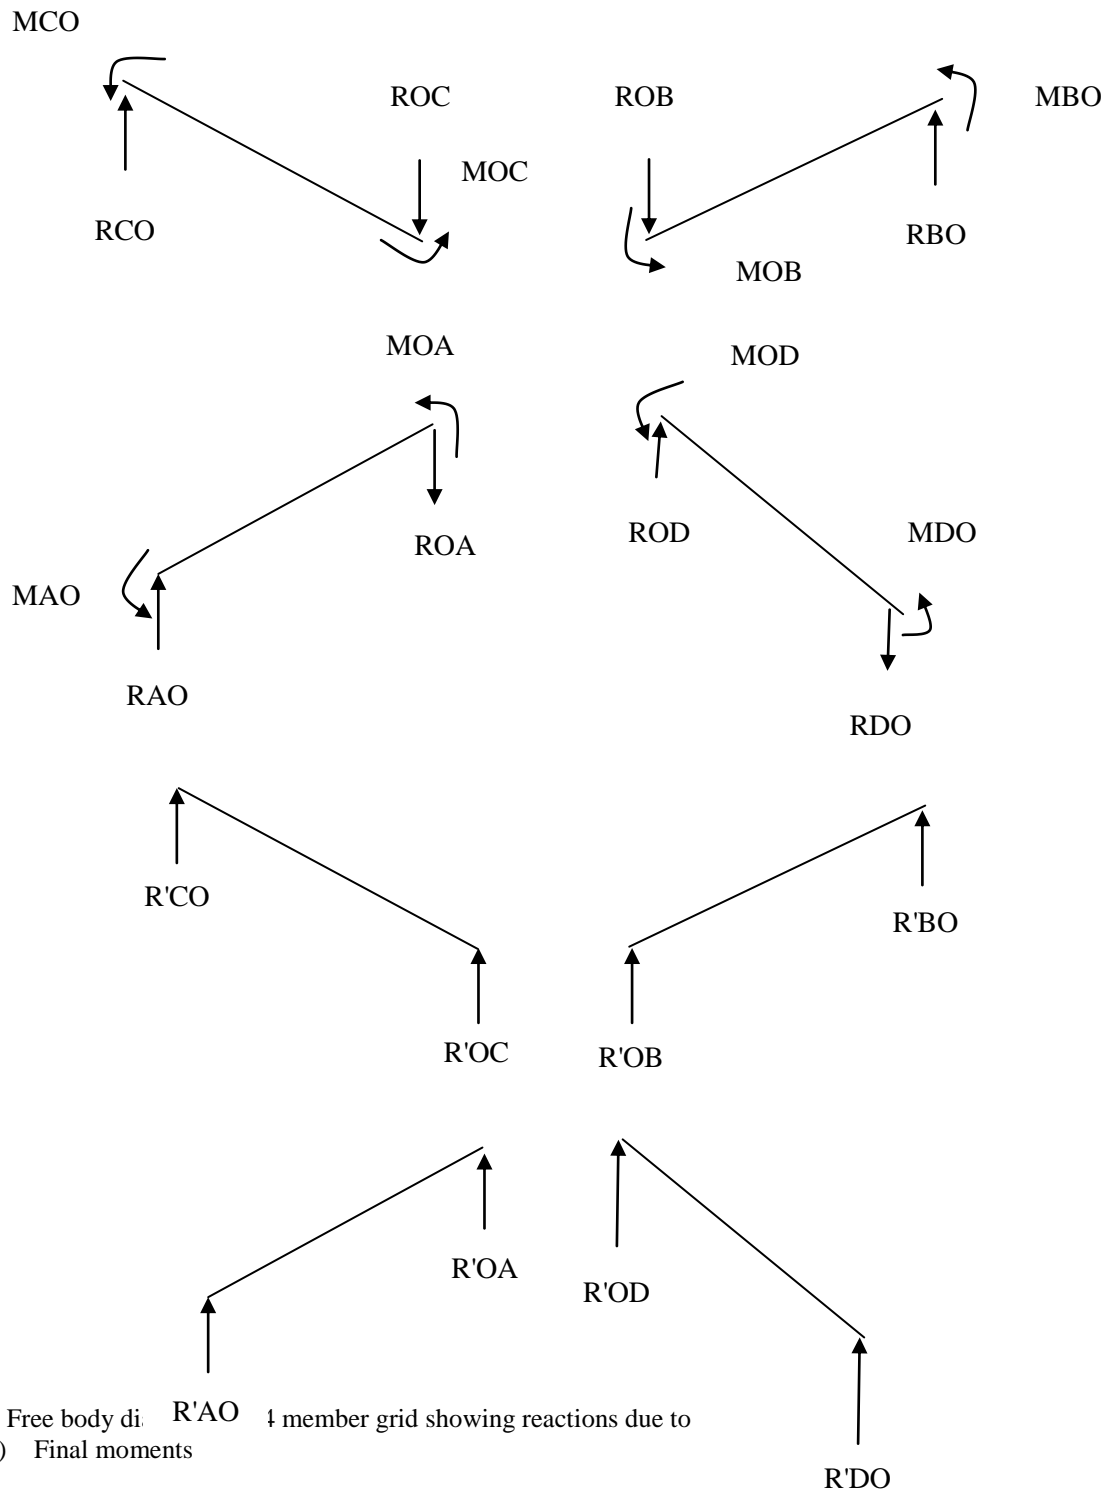 MCO
ROC
ROB
MBO
MOC
RCO
RBO
MOB
MOA
MOD
ROA
ROD
MDO
MAO
RAO
RDO
R'CO
R'BO
R'OC
R'OB
R'OA
R'OD
R'AO
Free body member grid showing reactions due to
) Final moments
R'DO